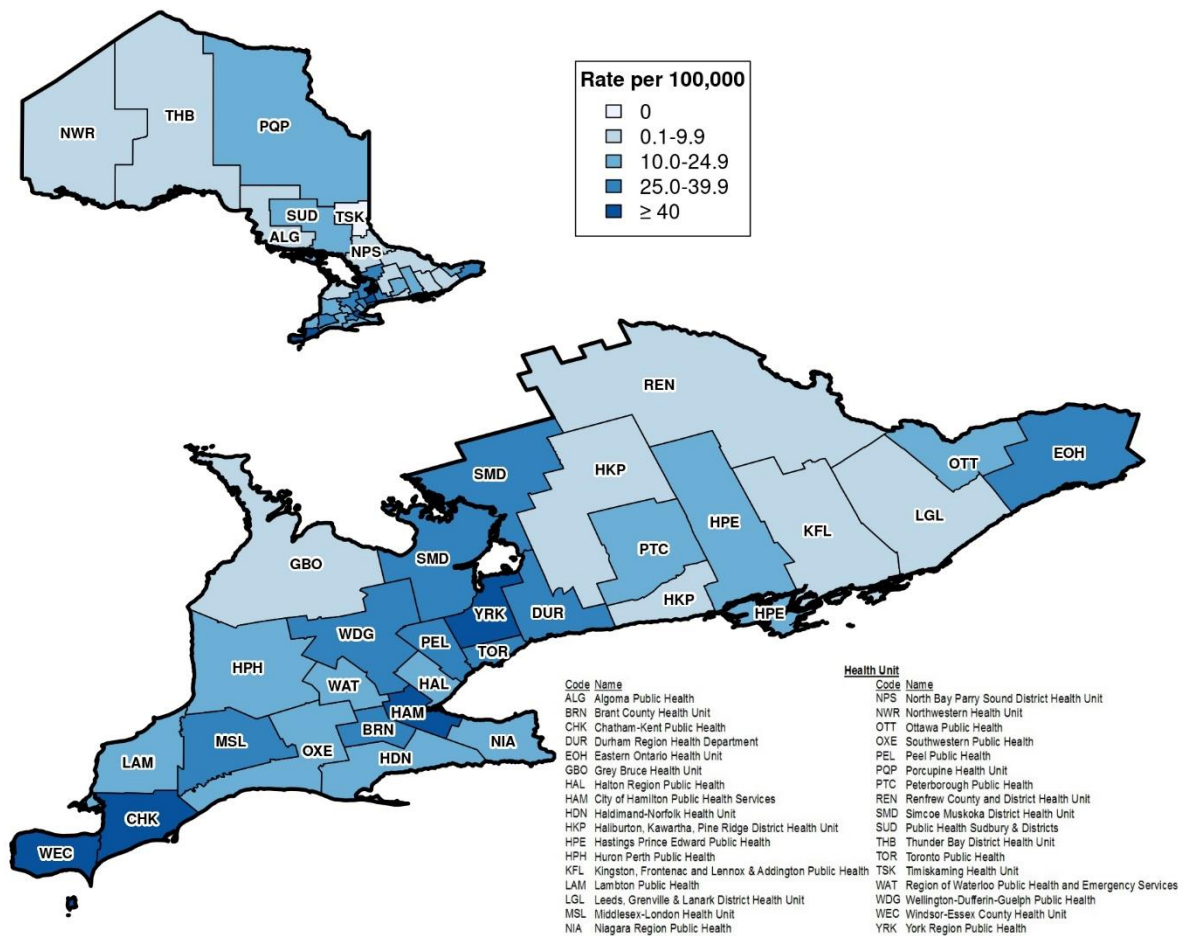 Rate per 100,000
0
0.1-9.9
10.0-24.9
25.0-39.9
≥ 40
NWR
THB
PQP
SUD
TSK
ALG
NPS
REN
SMD
HKP
OTT
EOH
LGL
HPE
KFL
PTC
GBO
SMD
HKP
HPE
YRK
DUR
WDG
PEL
TOR
HPH
WAT
HAL
HAM
BRN
MSL
OXE
HDN
NIA
LAM
CHK
WEC
Health Unit
Code Name
ALG Algoma Public Health
BRN Brant County Health Unit
CHK Chatham-Kent Public Health
DUR Durham Region Health Department
EOH Eastern Ontario Health Unit
GBO Grey Bruce Health Unit
HAL Halton Region Public Health
HAM City of Hamilton Public Health Services
HDN Haldimand-Norfolk Health Unit
HKP Haliburton, Kawartha, Pine Ridge District Health Unit
HPE Hastings Prince Edward Public Health
HPH Huron Perth Public Health
KFL Kingston, Frontenac and Lennox & Addington Public Health
LAM Lambton Public Health
LGL Leeds, Grenville & Lanark District Health Unit
MSL Middlesex-London Health Unit
NIA Niagara Region Public Health
Code Name
NPS North Bay Parry Sound District Health Unit
NWR Northwestern Health Unit
OTT Ottawa Public Health
OXE Southwestern Public Health
PEL Peel Public Health
PQP Porcupine Health Unit
PTC Peterborough Public Health
REN Renfrew County and District Health Unit
SMD Simcoe Muskoka District Health Unit
SUD Public Health Sudbury & Districts
THB Thunder Bay District Health Unit
TOR Toronto Public Health
TSK Timiskaming Health Unit
WAT Region of Waterloo Public Health and Emergency Services
WDG Wellington-Dufferin-Guelph Public Health
WEC Windsor-Essex County Health Unit
YRK York Region Public Health